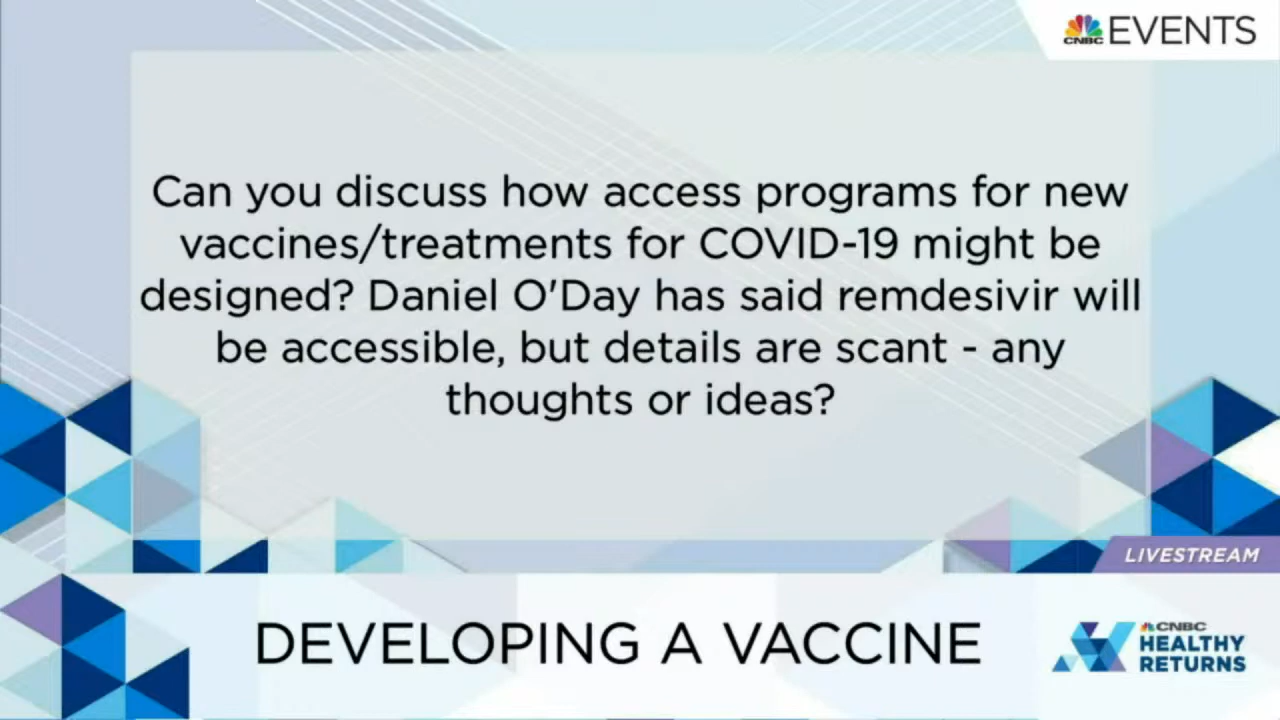 CNBC EVENTS
Can you discuss how access programs for new
vaccines/treatments for COVID-19 might be
designed? Daniel O'Day has said remdesivir will
be accessible, but details are scant - any
thoughts or ideas?
LIVESTREAM
DEVELOPING A VACCINE
CNBC
HEALTHY
RETURNS